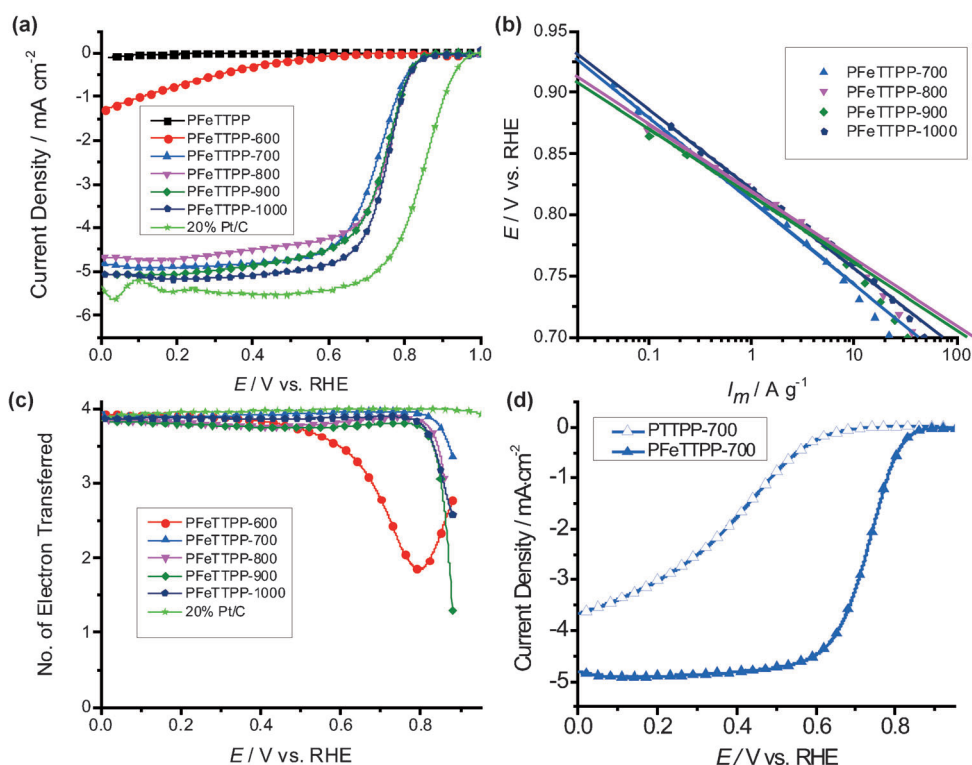 (a)
0
-1
-2
-3
-4
-5
-6
Current Density / mA cm⁻²
PFeTTPP
PFeTTPP-600
PFeTTPP-700
PFeTTPP-800
PFeTTPP-900
PFeTTPP-1000
20% Pt/C
0.0 0.2 0.4 0.6 0.8 1.0
E / V vs. RHE
(b)
0.95
0.90
0.85
0.80
0.75
0.70
E / V vs. RHE
PFeTTPP-700
PFeTTPP-800
PFeTTPP-900
PFeTTPP-1000
0.1 1 10 100
Iₘ / A g⁻¹
(c)
4
3
2
1
0
No. of Electron Transferred
PFeTTPP-600
PFeTTPP-700
PFeTTPP-800
PFeTTPP-900
PFeTTPP-1000
20% Pt/C
0.0 0.2 0.4 0.6 0.8
E / V vs. RHE
(d)
0
-1
-2
-3
-4
-5
Current Density / mA·cm⁻²
PTTPP-700
PFeTTPP-700
0.0 0.2 0.4 0.6 0.8
E / V vs. RHE